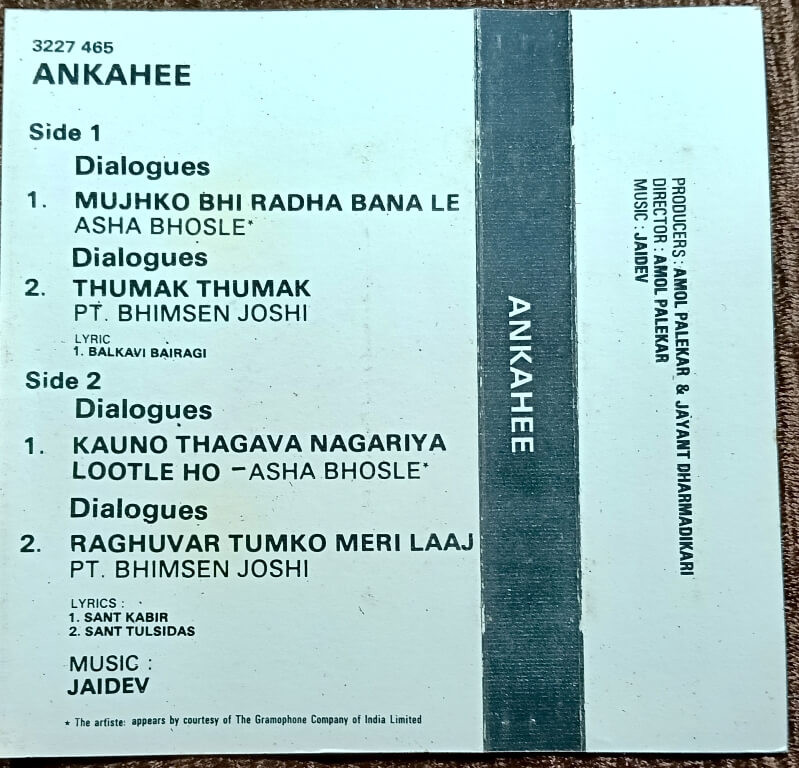 3227 465
ANKAHEE
Side 1
Dialogues
1. MUJHKO BHI RADHA BANA LE
ASHA BHOSLE*
Dialogues
2. THUMAK THUMAK
PT. BHIMSEN JOSHI
LYRIC
1. BALKAVI BAIRAGI
Side 2
Dialogues
1. KAUNO THAGAVA NAGARIYA
LOOTLE HO – ASHA BHOSLE*
Dialogues
2. RAGHUVAR TUMKO MERI LAAJ
PT. BHIMSEN JOSHI
LYRICS :
1. SANT KABIR
2. SANT TULSIDAS
MUSIC :
JAIDEV
* The artiste: appears by courtesy of The Gramophone Company of India Limited
ANKAHEE
PRODUCERS : AMOL PALEKAR & JAYANT DHARMADIKARI
DIRECTOR : AMOL PALEKAR
MUSIC : JAIDEV